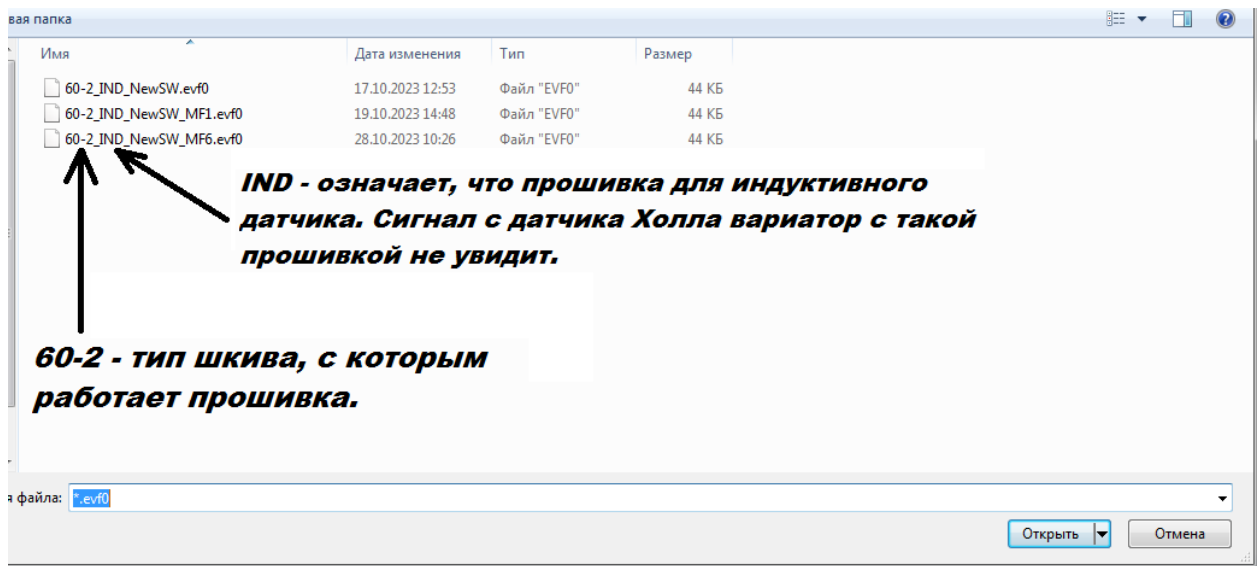 вая папка
Имя Дата изменения Тип Размер
60-2_IND_NewSW.evf0 17.10.2023 12:53 Файл "EVF0" 44 КБ
60-2_IND_NewSW_MF1.evf0 19.10.2023 14:48 Файл "EVF0" 44 КБ
60-2_IND_NewSW_MF6.evf0 28.10.2023 10:26 Файл "EVF0" 44 КБ
IND - означает, что прошивка для индуктивного
датчика. Сигнал с датчика Холла вариатор с такой
прошивкой не увидит.
60-2 - тип шкива, с которым
работает прошивка.
я файла: *.evf0
Открыть Отмена